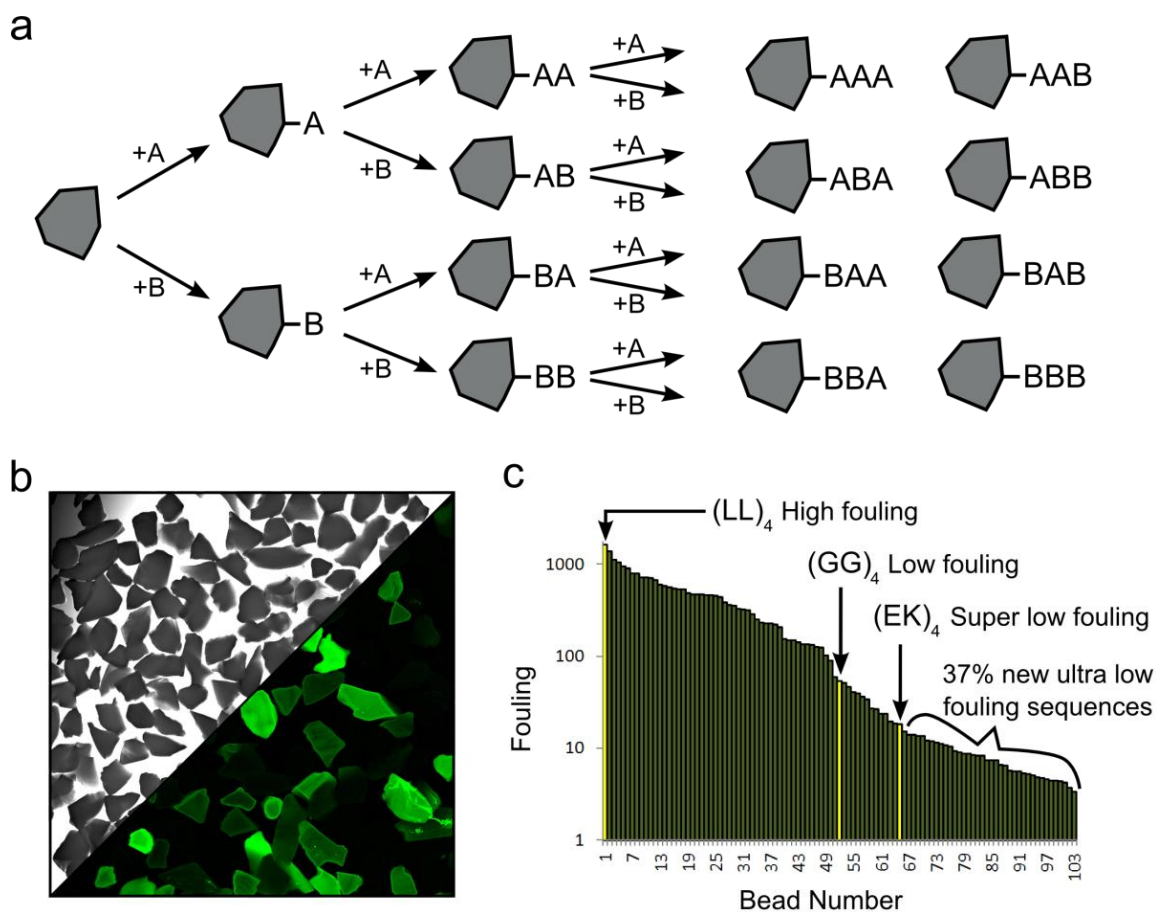 a
+A
+B
A
B
+A
+B
+A
+B
AA
AB
BA
BB
+A
+B
+A
+B
+A
+B
+A
+B
AAA AAB
ABA ABB
BAA BAB
BBA BBB
b
c
(LL)4 High fouling
(GG)4 Low fouling
(EK)4 Super low fouling
37% new ultra low
fouling sequences
Fouling
1000
100
10
1
1 7 13 19 25 31 37 43 49 55 61 67 73 79 85 91 97 103
Bead Number